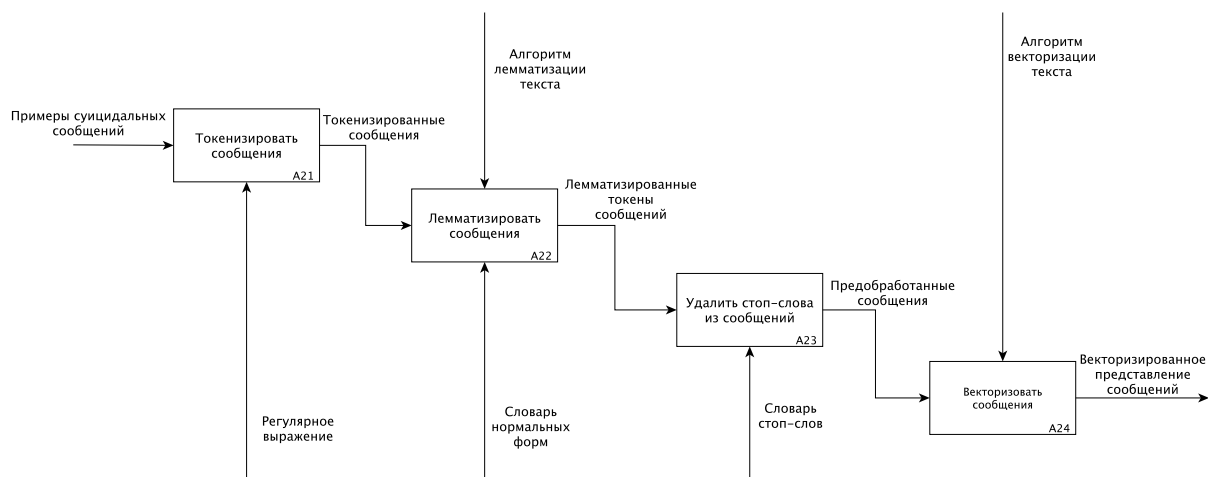 Алгоритм
лемматизации
текста
Алгоритм
векторизации
текста
Примеры суицидальных
сообщений
Токенизировать
сообщения
A21
Токенизированные
сообщения
Лемматизировать
сообщения
A22
Лемматизированные
токены
сообщений
Удалить стоп-слова
из сообщений
A23
Предобработанные
сообщения
Векторизовать
сообщения
A24
Векторизированное
представление
сообщений
Регулярное
выражение
Словарь
нормальных
форм
Словарь
стоп-слов